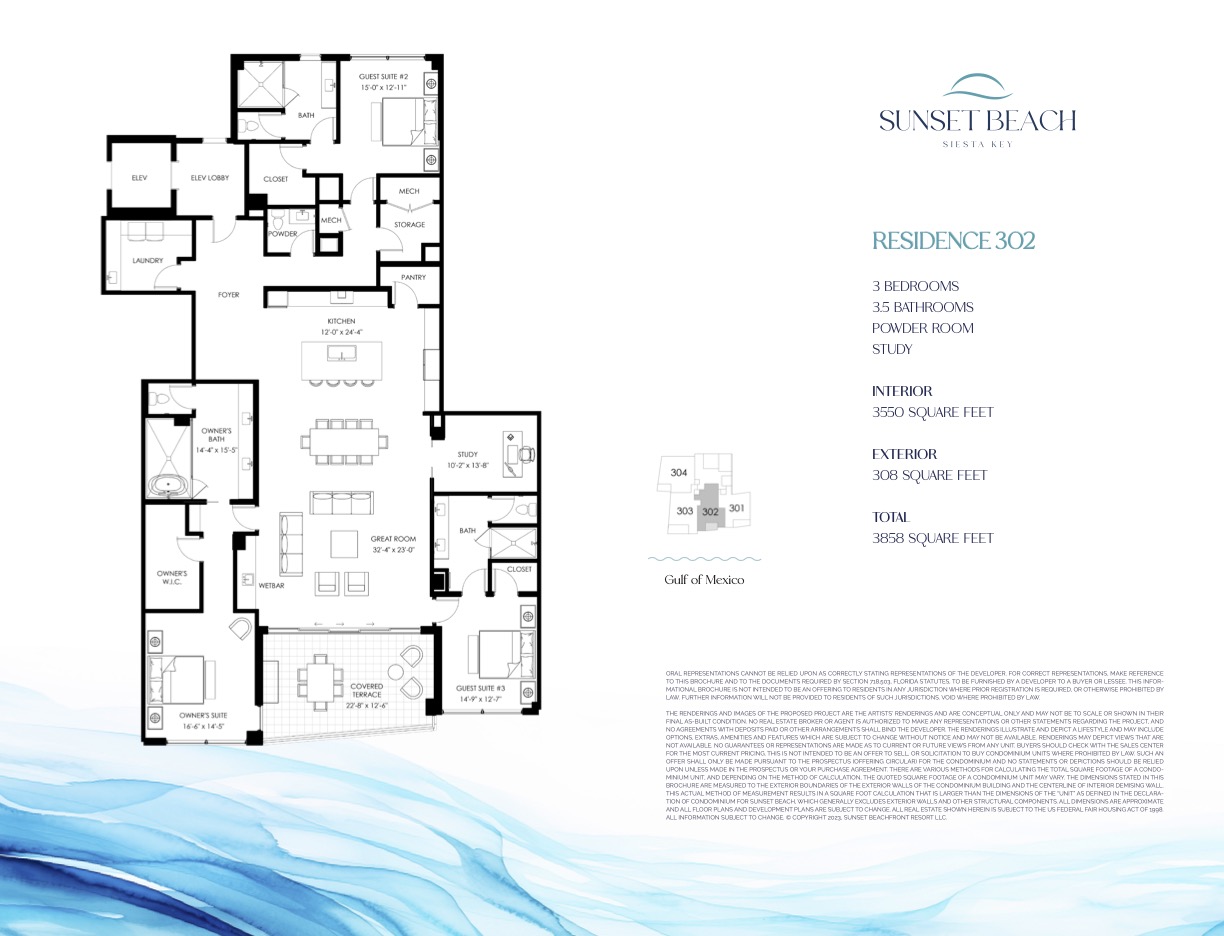 GUEST SUITE #2
15'-0" x 12'-11"
BATH
ELEV
ELEV LOBBY
CLOSET
MECH
MECH
STORAGE
POWDER
LAUNDRY
PANTRY
FOYER
KITCHEN
12'-0" x 24'-4"
OWNER'S
BATH
14'-4" x 15'-5"
STUDY
10'-2" x 13'-8"
BATH
GREAT ROOM
32'-4" x 23'-0"
CLOSET
OWNER'S
W.I.C.
WETBAR
COVERED
TERRACE
22'-8" x 12'-6"
GUEST SUITE #3
14'-9" x 12'-7"
OWNER'S SUITE
16'-6" x 14'-5"
SUNSET BEACH
SIESTA KEY
RESIDENCE 302
3 BEDROOMS
3.5 BATHROOMS
POWDER ROOM
STUDY
INTERIOR
3550 SQUARE FEET
EXTERIOR
308 SQUARE FEET
TOTAL
3858 SQUARE FEET
304
303
302
301
Gulf of Mexico
ORAL REPRESENTATIONS CANNOT BE RELIED UPON AS CORRECTLY STATING REPRESENTATIONS OF THE DEVELOPER. FOR CORRECT REPRESENTATIONS, MAKE REFERENCE
TO THIS BROCHURE AND TO THE DOCUMENTS REQUIRED BY SECTION 718.503, FLORIDA STATUTES, TO BE FURNISHED BY A DEVELOPER TO A BUYER OR LESSEE. THIS INFOR-
MATIONAL BROCHURE IS NOT INTENDED TO BE AN OFFERING TO RESIDENTS IN ANY JURISDICTION WHERE PRIOR REGISTRATION IS REQUIRED, OR OTHERWISE PROHIBITED BY
LAW. FURTHER INFORMATION WILL NOT BE PROVIDED TO RESIDENTS OF SUCH JURISDICTIONS. VOID WHERE PROHIBITED BY LAW.
THE RENDERINGS AND IMAGES OF THE PROPOSED PROJECT ARE THE ARTISTS' RENDERINGS AND ARE CONCEPTUAL ONLY AND MAY NOT BE TO SCALE OR SHOWN IN THEIR
FINAL AS-BUILT CONDITION. NO REAL ESTATE BROKER OR AGENT IS AUTHORIZED TO MAKE ANY REPRESENTATIONS OR OTHER STATEMENTS REGARDING THE PROJECT, AND
NO AGREEMENTS WITH DEPOSITS PAID OR OTHER ARRANGEMENTS SHALL BIND THE DEVELOPER. THE RENDERINGS ILLUSTRATE AND DEPICT A LIFESTYLE AND MAY INCLUDE
OPTIONS, EXTRAS, AMENITIES AND FEATURES WHICH ARE SUBJECT TO CHANGE WITHOUT NOTICE AND MAY NOT BE AVAILABLE. RENDERINGS MAY DEPICT VIEWS THAT ARE
NOT AVAILABLE. NO GUARANTEES OR REPRESENTATIONS ARE MADE AS TO CURRENT OR FUTURE VIEWS FROM ANY UNIT. BUYERS SHOULD CHECK WITH THE SALES CENTER
FOR THE MOST CURRENT PRICING. THIS IS NOT INTENDED TO BE AN OFFER TO SELL, OR SOLICITATION TO BUY CONDOMINIUM UNITS WHERE PROHIBITED BY LAW. SUCH AN
OFFER SHALL ONLY BE MADE PURSUANT TO THE PROSPECTUS (OFFERING CIRCULAR) FOR THE CONDOMINIUM AND NO STATEMENTS OR DEPICTIONS SHOULD BE RELIED
UPON UNLESS MADE IN THE PROSPECTUS OR YOUR PURCHASE AGREEMENT. THERE ARE VARIOUS METHODS FOR CALCULATING THE TOTAL SQUARE FOOTAGE OF A CONDO-
MINIUM UNIT, AND DEPENDING ON THE METHOD OF CALCULATION, THE QUOTED SQUARE FOOTAGE OF A CONDOMINIUM UNIT MAY VARY. THE DIMENSIONS STATED IN THIS
BROCHURE ARE MEASURED TO THE EXTERIOR BOUNDARIES OF THE EXTERIOR WALLS OF THE CONDOMINIUM BUILDING AND THE CENTERLINE OF INTERIOR DEMISING WALL.
THIS ACTUAL METHOD OF MEASUREMENT RESULTS IN A SQUARE FOOT CALCULATION THAT IS LARGER THAN THE DIMENSIONS OF THE "UNIT" AS DEFINED IN THE DECLARA-
TION OF CONDOMINIUM FOR SUNSET BEACH, WHICH GENERALLY EXCLUDES EXTERIOR WALLS AND OTHER STRUCTURAL COMPONENTS. ALL DIMENSIONS ARE APPROXIMATE
AND ALL FLOOR PLANS AND DEVELOPMENT PLANS ARE SUBJECT TO CHANGE. ALL REAL ESTATE SHOWN HEREIN IS SUBJECT TO THE US FEDERAL FAIR HOUSING ACT OF 1998.
ALL INFORMATION SUBJECT TO CHANGE. © COPYRIGHT 2023, SUNSET BEACHFRONT RESORT LLC.